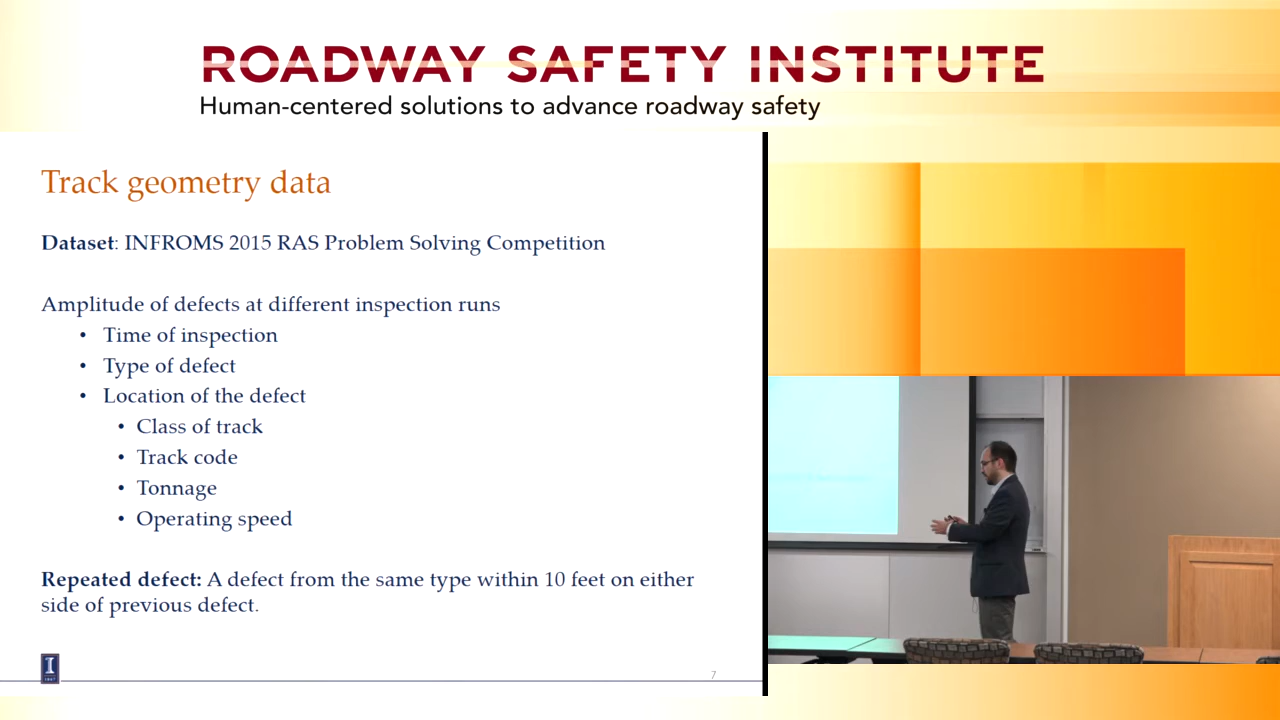 ROADWAY SAFETY INSTITUTE
Human-centered solutions to advance roadway safety
Track geometry data
Dataset: INFROMS 2015 RAS Problem Solving Competition
Amplitude of defects at different inspection runs
• Time of inspection
• Type of defect
• Location of the defect
• Class of track
• Track code
• Tonnage
• Operating speed
Repeated defect: A defect from the same type within 10 feet on either
side of previous defect.
I
7